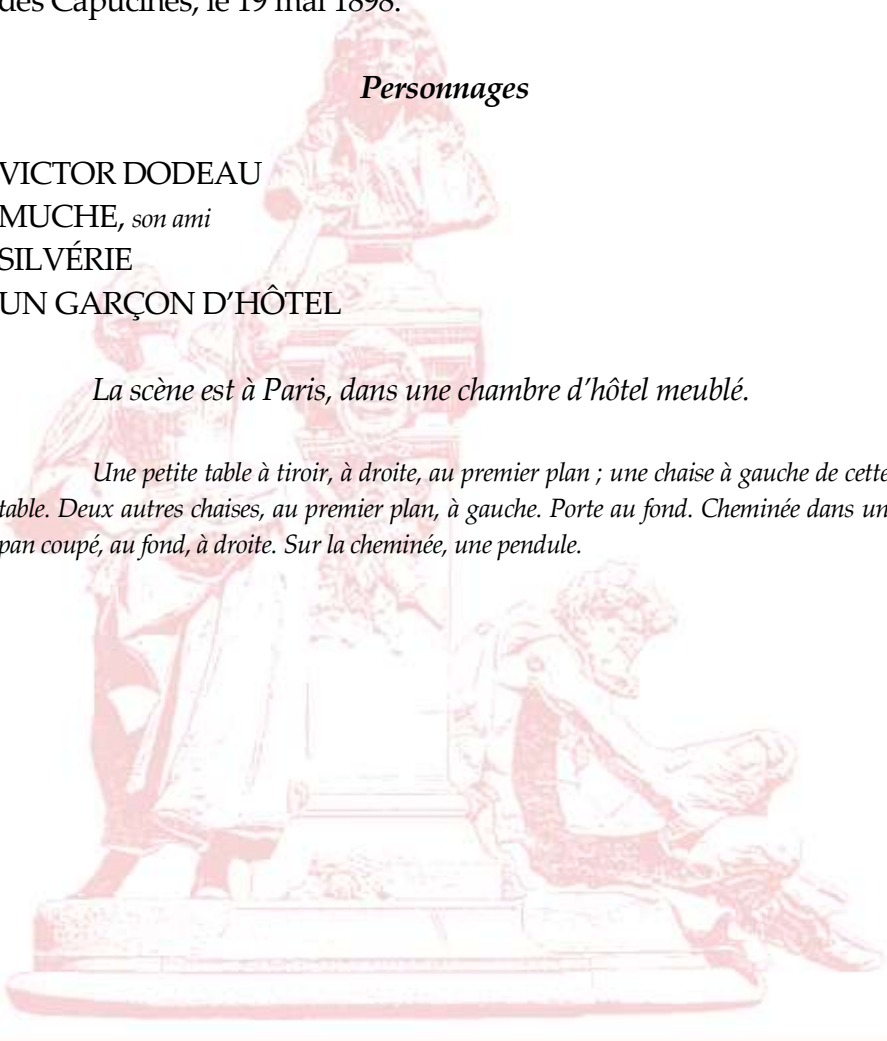 des Capucines, le 19 mai 1898.
Personnages
VICTOR DODEAU
MUCHE, son ami
SILVÉRIE
UN GARÇON D’HÔTEL
La scène est à Paris, dans une chambre d’hôtel meublé.
Une petite table à tiroir, à droite, au premier plan ; une chaise à gauche de cette
table. Deux autres chaises, au premier plan, à gauche. Porte au fond. Cheminée dans un
pan coupé, au fond, à droite. Sur la cheminée, une pendule.